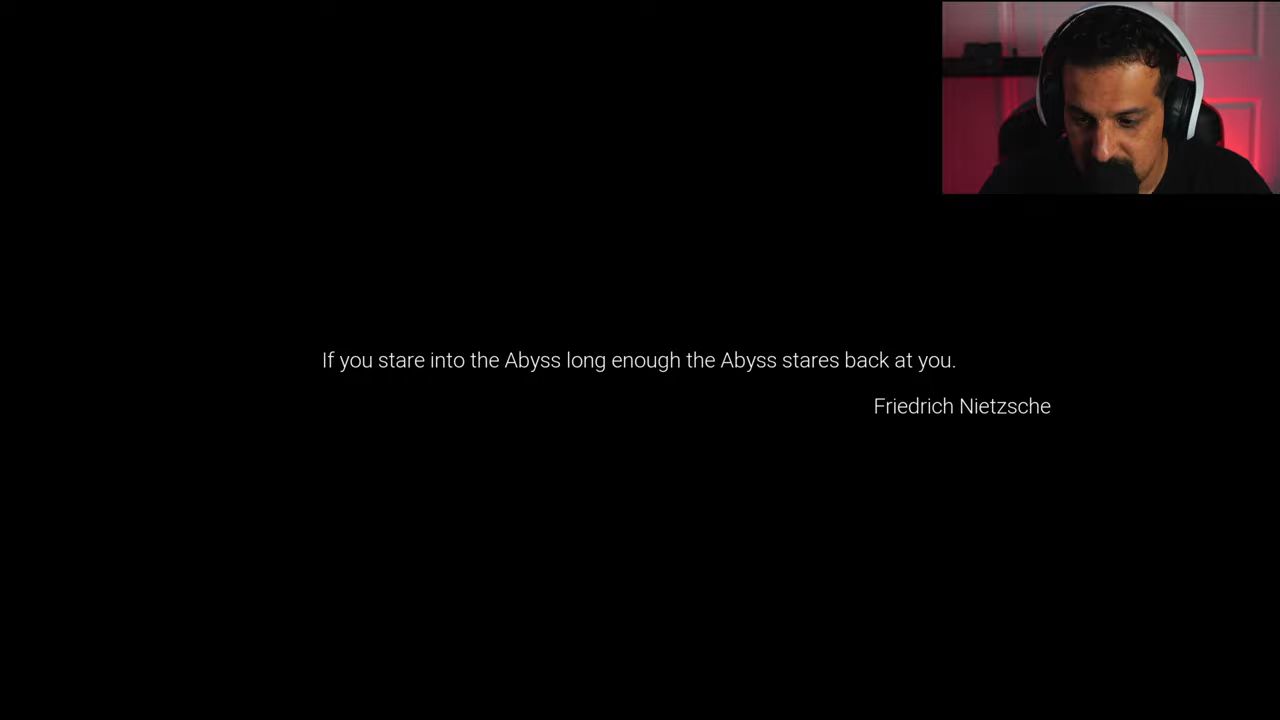 If you stare into the Abyss long enough the Abyss stares back at you.
Friedrich Nietzsche